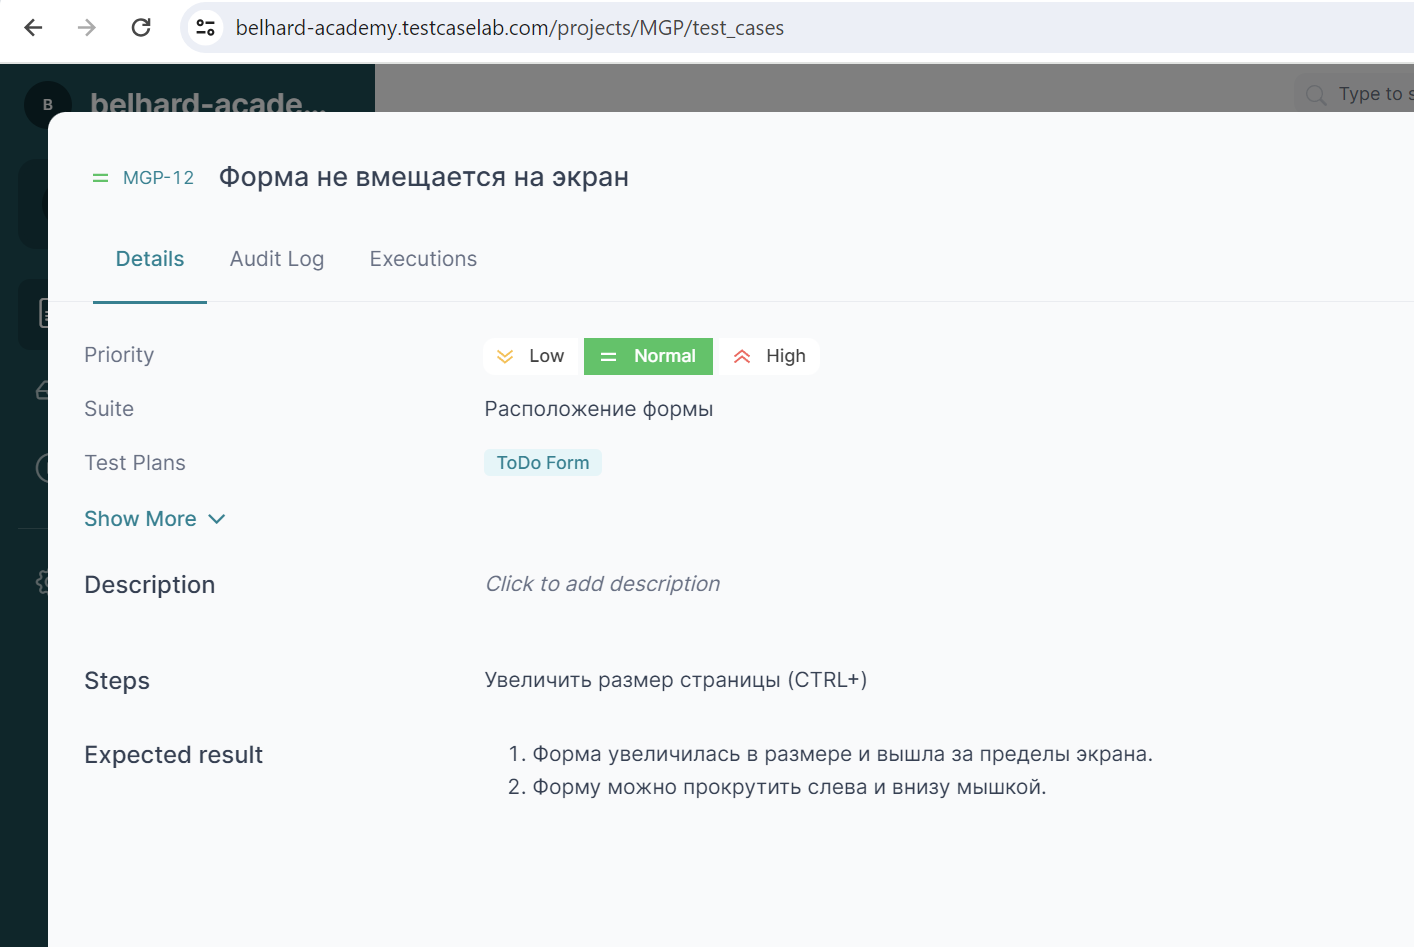 belhard-academy.testcaselab.com/projects/MGP/test_cases
B belhard-acade...
Type to s
MGP-12 Форма не вмещается на экран
Details Audit Log Executions
Priority Low Normal High
Suite Расположение формы
Test Plans ToDo Form
Show More
Description Click to add description
Steps Увеличить размер страницы (CTRL+)
Expected result 1. Форма увеличилась в размере и вышла за пределы экрана.
2. Форму можно прокрутить слева и внизу мышкой.